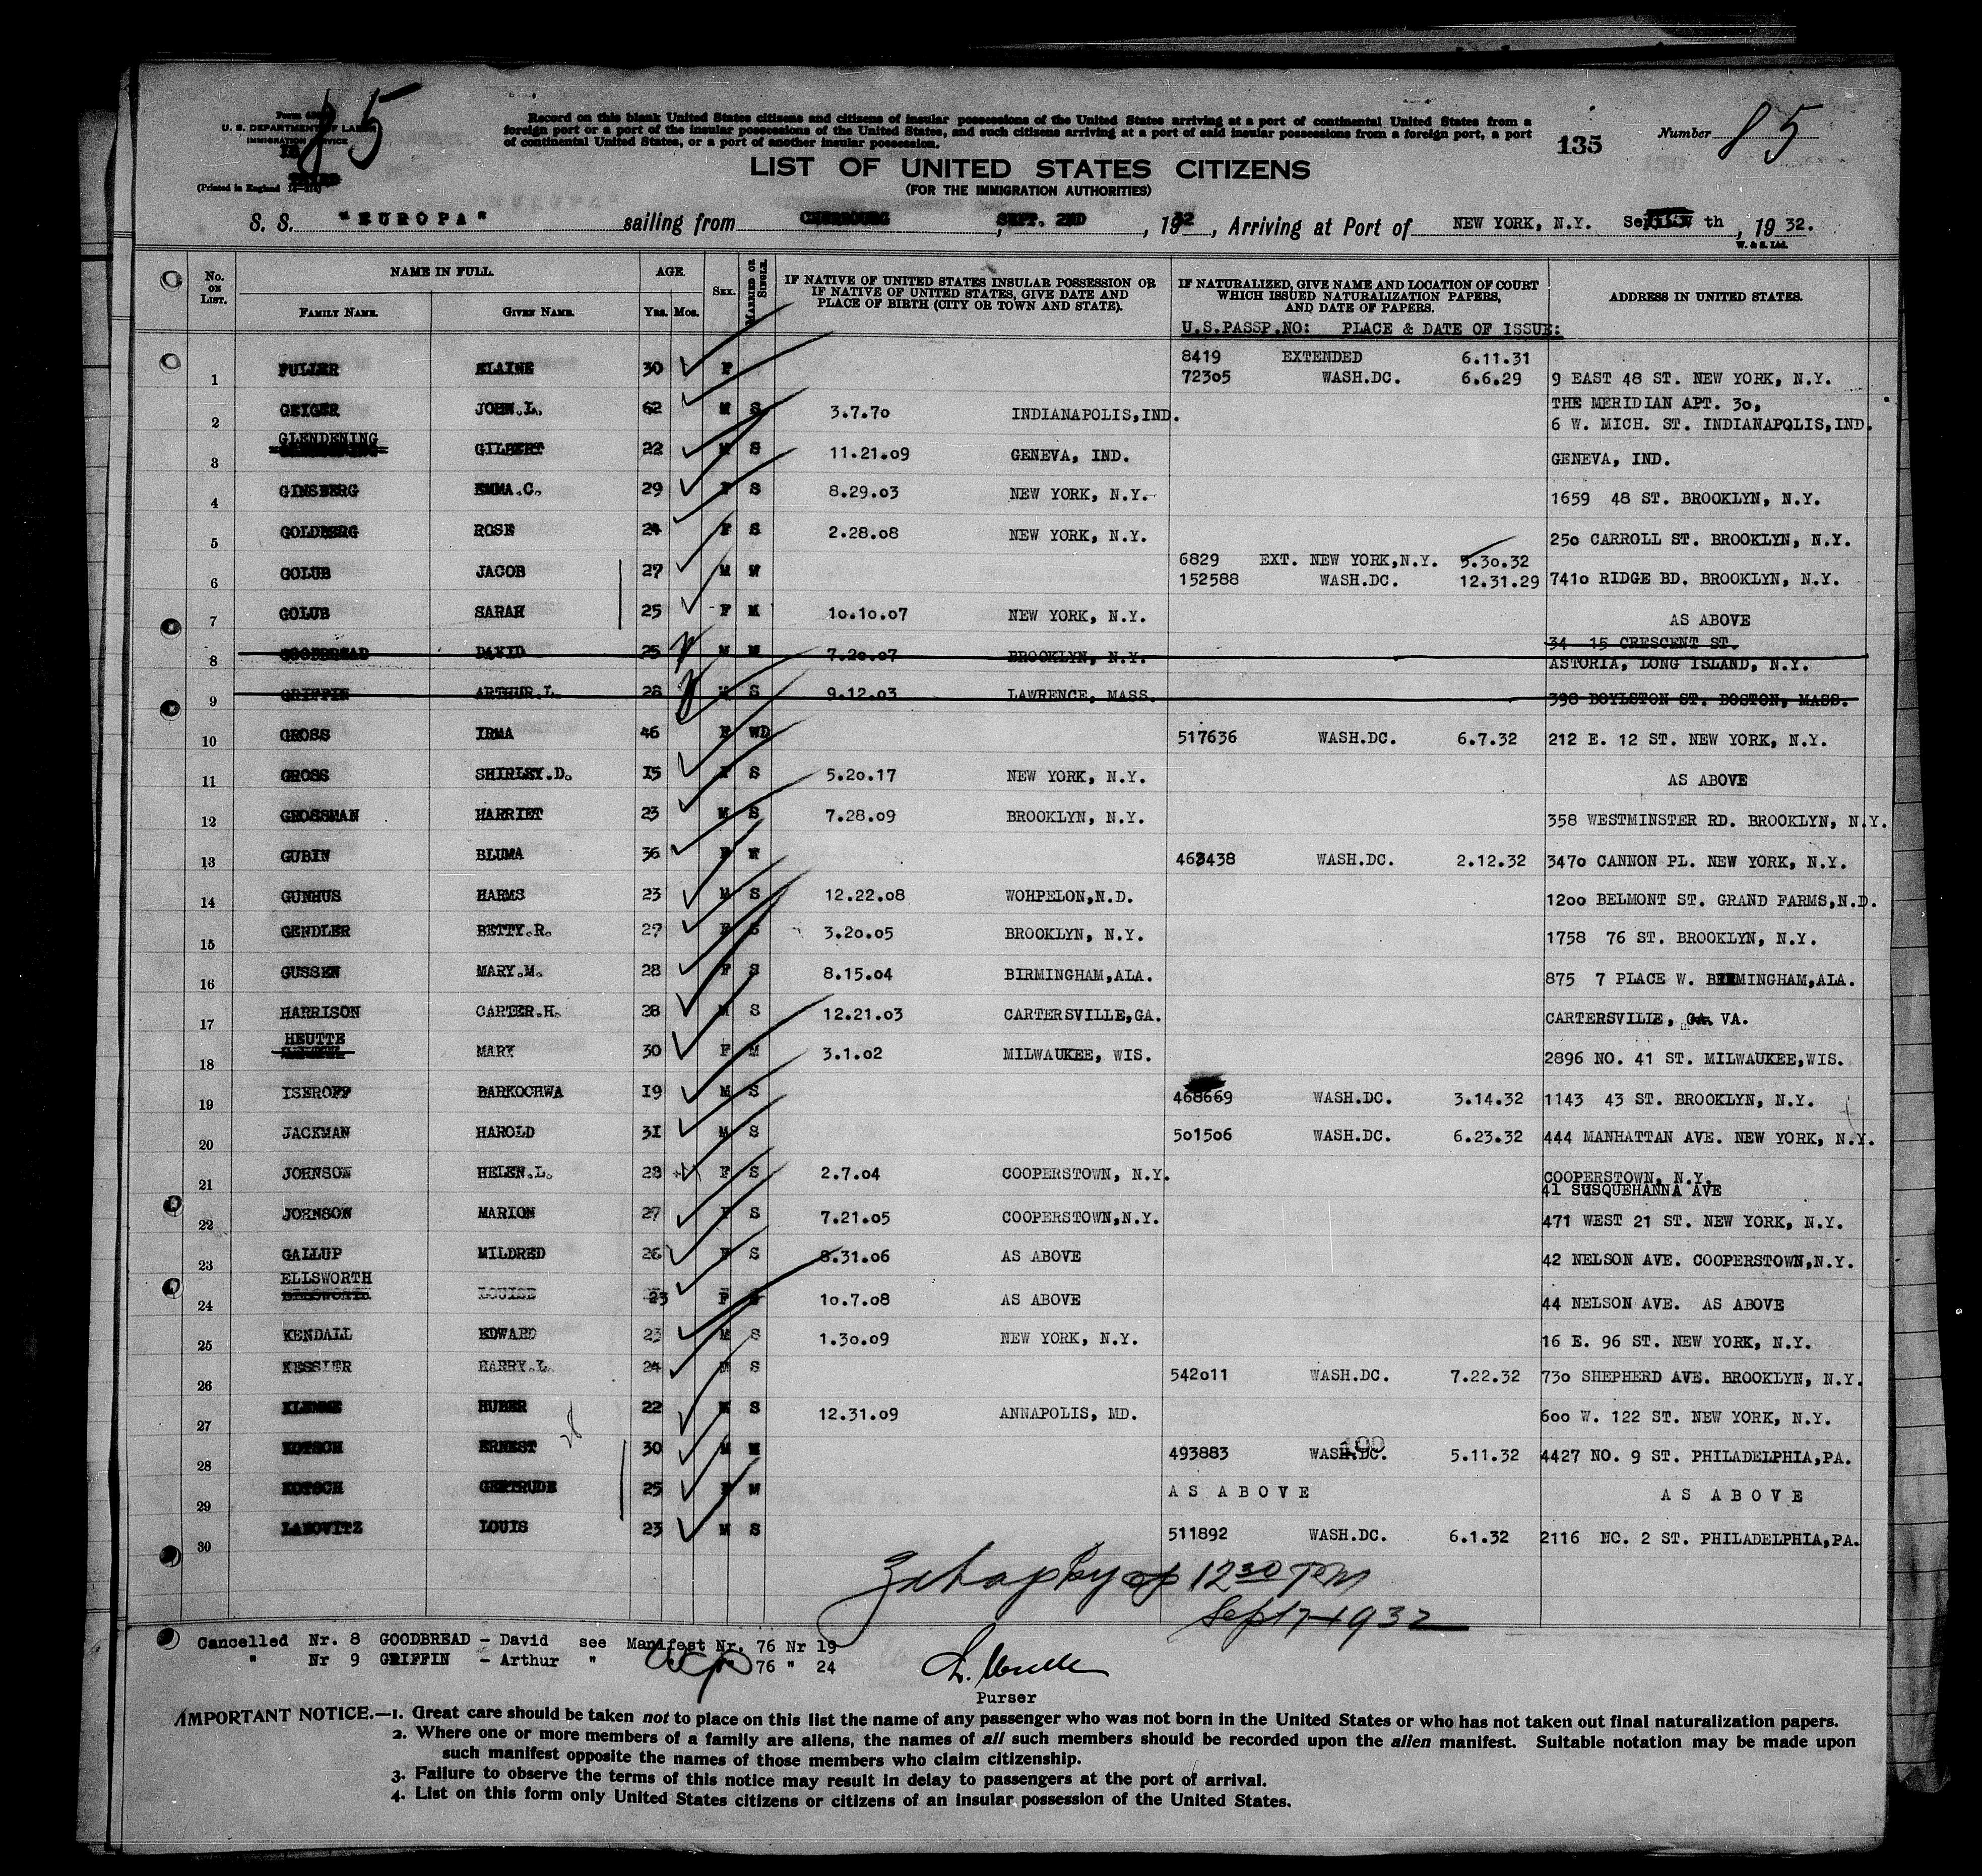 85
U. S. DEPARTMENT OF LABOR
IMMIGRATION SERVICE
(Printed in England
Record on this blank United States citizens and citizens of insular possessions of the United States arriving at a port of continental United States from a
foreign port or a port of the insular possessions of the United States, and such citizens arriving at a port of said insular possessions from a foreign port, a port
of continental United States, or a port of another insular possession.
135 Number 85
LIST OF UNITED STATES CITIZENS
(FOR THE IMMIGRATION AUTHORITIES)
S. S. "EUROPA" sailing from CHERBOURG, SEPT. 2ND, 1932, Arriving at Port of NEW YORK, N.Y. Sep th, 1932.
W. & S. Ltd.
No. ON LIST. NAME IN FULL. AGE. SEX. MARRIED OR SINGLE. IF NATIVE OF UNITED STATES INSULAR POSSESSION OR IF NATIVE OF UNITED STATES, GIVE DATE AND PLACE OF BIRTH (CITY OR TOWN AND STATE). IF NATURALIZED, GIVE NAME AND LOCATION OF COURT WHICH ISSUED NATURALIZATION PAPERS, AND DATE OF PAPERS. ADDRESS IN UNITED STATES.
FAMILY NAME. GIVEN NAME. YRS. MOS.
U.S.PASSP.NO: PLACE & DATE OF ISSUE:
8419 EXTENDED 6.11.31
1 FULLER ELAINE 30 F 72305 WASH.DC. 6.6.29 9 EAST 48 ST. NEW YORK, N.Y.
THE MERIDIAN APT. 30,
2 GEIGER JOHN.L. 62 M S 3.7.70 INDIANAPOLIS,IND. 6 W. MICH. ST. INDIANAPOLIS,IND.
3 GLENDENING GILBERT 22 M S 11.21.09 GENEVA, IND. GENEVA, IND.
4 GINSBERG EMMA.C. 29 F S 8.29.03 NEW YORK, N.Y. 1659 48 ST. BROOKLYN, N.Y.
5 GOLDBERG ROSE 24 F S 2.28.08 NEW YORK, N.Y. 250 CARROLL ST. BROOKLYN, N.Y.
6829 EXT. NEW YORK,N.Y. 5.30.32
6 GOLUB JACOB 27 M M 152588 WASH.DC. 12.31.29 7410 RIDGE BD. BROOKLYN, N.Y.
7 GOLUB SARAH 25 F M 10.10.07 NEW YORK, N.Y. AS ABOVE
34 15 CRESCENT ST.
8 GOODBREAD DAVID 25 M M 7.20.07 BROOKLYN, N.Y. ASTORIA, LONG ISLAND, N.Y.
9 GRIFFIN ARTHUR.L. 28 M S 9.12.03 LAWRENCE, MASS. 398 BOYLSTON ST. BOSTON, MASS.
10 GROSS IRMA 46 F WD 517636 WASH.DC. 6.7.32 212 E. 12 ST. NEW YORK, N.Y.
11 GROSS SHIRLEY.D. 15 F S 5.20.17 NEW YORK, N.Y. AS ABOVE
12 GROSSMAN HARRIET 23 M S 7.28.09 BROOKLYN, N.Y. 358 WESTMINSTER RD. BROOKLYN, N.Y.
13 GUBIN BLUMA 36 F M 463438 WASH.DC. 2.12.32 3470 CANNON PL. NEW YORK, N.Y.
14 GUNHUS HARMS 23 M S 12.22.08 WOHPELON,N.D. 1200 BELMONT ST. GRAND FARMS,N.D.
15 GENDLER BETTY.R. 27 F S 3.20.05 BROOKLYN, N.Y. 1758 76 ST. BROOKLYN, N.Y.
16 GUSSEN MARY.M. 28 F S 8.15.04 BIRMINGHAM,ALA. 875 7 PLACE W. BIRMINGHAM,ALA.
17 HARRISON CARTER.H. 28 M S 12.21.03 CARTERSVILLE,GA. CARTERSVILLE, GA. VA.
18 HEUTTE MARY 30 F M 3.1.02 MILWAUKEE, WIS. 2896 NO. 41 ST. MILWAUKEE,WIS.
19 ISEROFF BARKOCHWA 19 M S 468669 WASH.DC. 3.14.32 1143 43 ST. BROOKLYN, N.Y.
20 JACKMAN HAROLD 31 M S 501506 WASH.DC. 6.23.32 444 MANHATTAN AVE. NEW YORK, N.Y.
21 JOHNSON HELEN.L. 28 F S 2.7.04 COOPERSTOWN, N.Y. COOPERSTOWN, N.Y.
41 SUSQUEHANNA AVE
22 JOHNSON MARION 27 F S 7.21.05 COOPERSTOWN,N.Y. 471 WEST 21 ST. NEW YORK, N.Y.
23 GALLUP MILDRED 26 F S 8.31.06 AS ABOVE 42 NELSON AVE. COOPERSTOWN,N.Y.
24 ELLSWORTH LOUISE 23 F S 10.7.08 AS ABOVE 44 NELSON AVE. AS ABOVE
25 KENDALL EDWARD 23 M S 1.30.09 NEW YORK, N.Y. 16 E. 96 ST. NEW YORK, N.Y.
26 KESSLER HARRY.L. 24 M S 542011 WASH.DC. 7.22.32 730 SHEPHERD AVE. BROOKLYN, N.Y.
27 KLEMME HUBER 22 M S 12.31.09 ANNAPOLIS, MD. 600 W. 122 ST. NEW YORK, N.Y.
28 KOTSCH ERNEST 30 M M 493883 WASH.DC. 5.11.32 4427 NO. 9 ST. PHILADELPHIA,PA.
29 KOTSCH GERTRUDE 25 F M AS ABOVE AS ABOVE
30 LABOVITZ LOUIS 23 M S 511892 WASH.DC. 6.1.32 2116 NO. 2 ST. PHILADELPHIA,PA.
12 30 PM
Sept 7 1932
Cancelled Nr. 8 GOODBREAD - David see Manifest Nr. 76 Nr 19
" Nr 9 GRIFFIN - Arthur " " 76 " 24
Purser
IMPORTANT NOTICE.—1. Great care should be taken not to place on this list the name of any passenger who was not born in the United States or who has not taken out final naturalization papers.
2. Where one or more members of a family are aliens, the names of all such members should be recorded upon the alien manifest. Suitable notation may be made upon
such manifest opposite the names of those members who claim citizenship.
3. Failure to observe the terms of this notice may result in delay to passengers at the port of arrival.
4. List on this form only United States citizens or citizens of an insular possession of the United States.